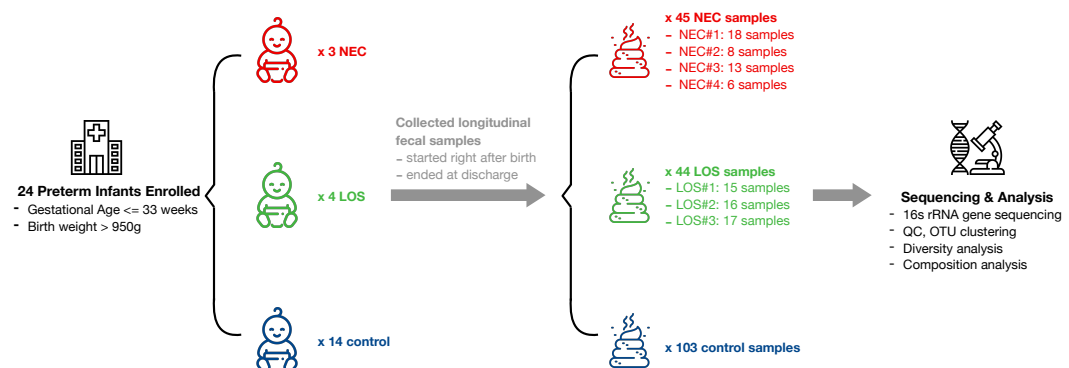 24 Preterm Infants Enrolled
- Gestational Age <= 33 weeks
- Birth weight > 950g
x 3 NEC
x 4 LOS
x 14 control
Collected longitudinal
fecal samples
– started right after birth
– ended at discharge
x 45 NEC samples
– NEC#1: 18 samples
– NEC#2: 8 samples
– NEC#3: 13 samples
– NEC#4: 6 samples
x 44 LOS samples
– LOS#1: 15 samples
– LOS#2: 16 samples
– LOS#3: 17 samples
x 103 control samples
Sequencing & Analysis
- 16s rRNA gene sequencing
- QC, OTU clustering
- Diversity analysis
- Composition analysis